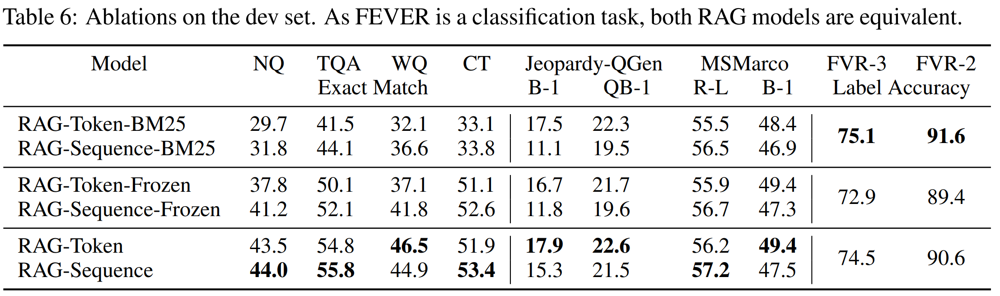 Table 6: Ablations on the dev set. As FEVER is a classification task, both RAG models are equivalent.
Model NQ TQA WQ CT Jeopardy-QGen MSMarco FVR-3 FVR-2
Exact Match B-1 QB-1 R-L B-1 Label Accuracy
RAG-Token-BM25 29.7 41.5 32.1 33.1 17.5 22.3 55.5 48.4
75.1 91.6
RAG-Sequence-BM25 31.8 44.1 36.6 33.8 11.1 19.5 56.5 46.9
RAG-Token-Frozen 37.8 50.1 37.1 51.1 16.7 21.7 55.9 49.4
72.9 89.4
RAG-Sequence-Frozen 41.2 52.1 41.8 52.6 11.8 19.6 56.7 47.3
RAG-Token 43.5 54.8 46.5 51.9 17.9 22.6 56.2 49.4
74.5 90.6
RAG-Sequence 44.0 55.8 44.9 53.4 15.3 21.5 57.2 47.5